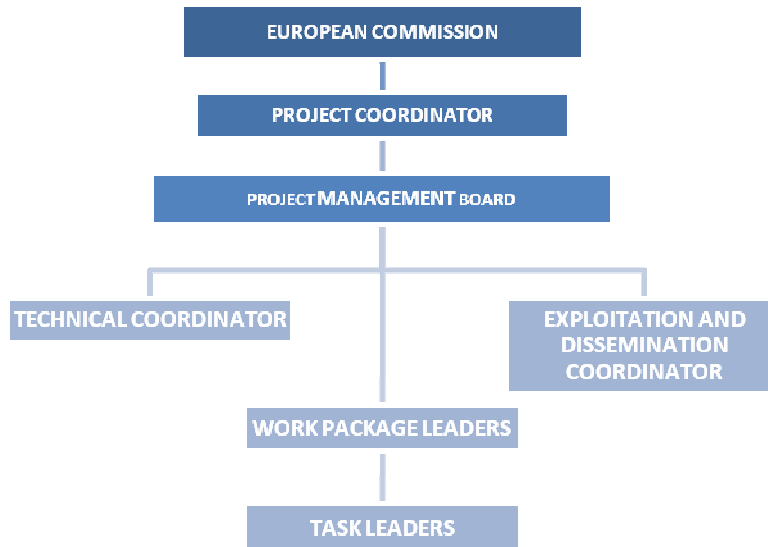 EUROPEAN COMMISSION
PROJECT COORDINATOR
PROJECT MANAGEMENT BOARD
TECHNICAL COORDINATOR
EXPLOITATION AND
DISSEMINATION
COORDINATOR
WORK PACKAGE LEADERS
TASK LEADERS